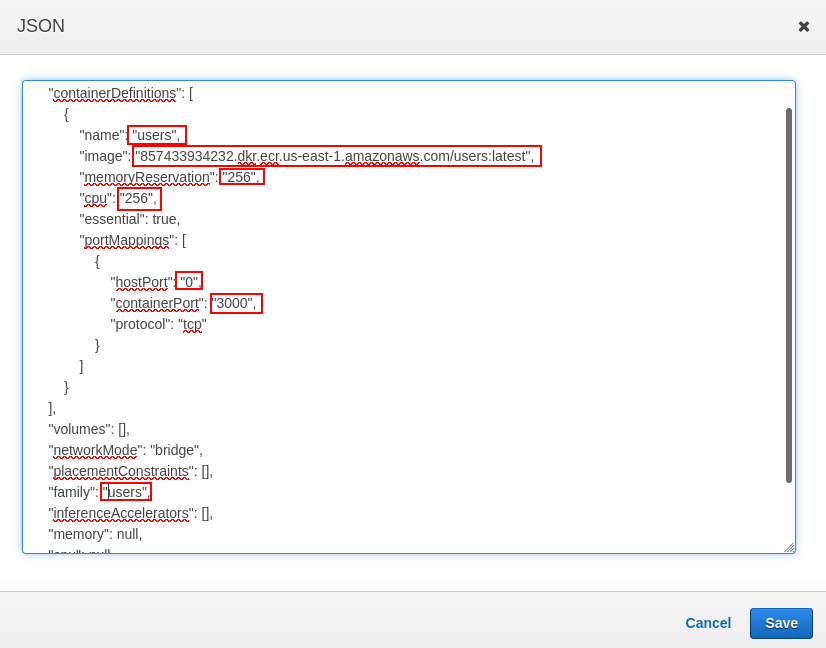 JSON
✖
"containerDefinitions": [
{
"name": "users",
"image": "857433934232.dkr.ecr.us-east-1.amazonaws.com/users:latest",
"memoryReservation": "256",
"cpu": "256",
"essential": true,
"portMappings": [
{
"hostPort": "0",
"containerPort": "3000",
"protocol": "tcp"
}
]
}
],
"volumes": [],
"networkMode": "bridge",
"placementConstraints": [],
"family": "users",
"inferenceAccelerators": [],
"memory": null,
"cpu": null,
Cancel Save